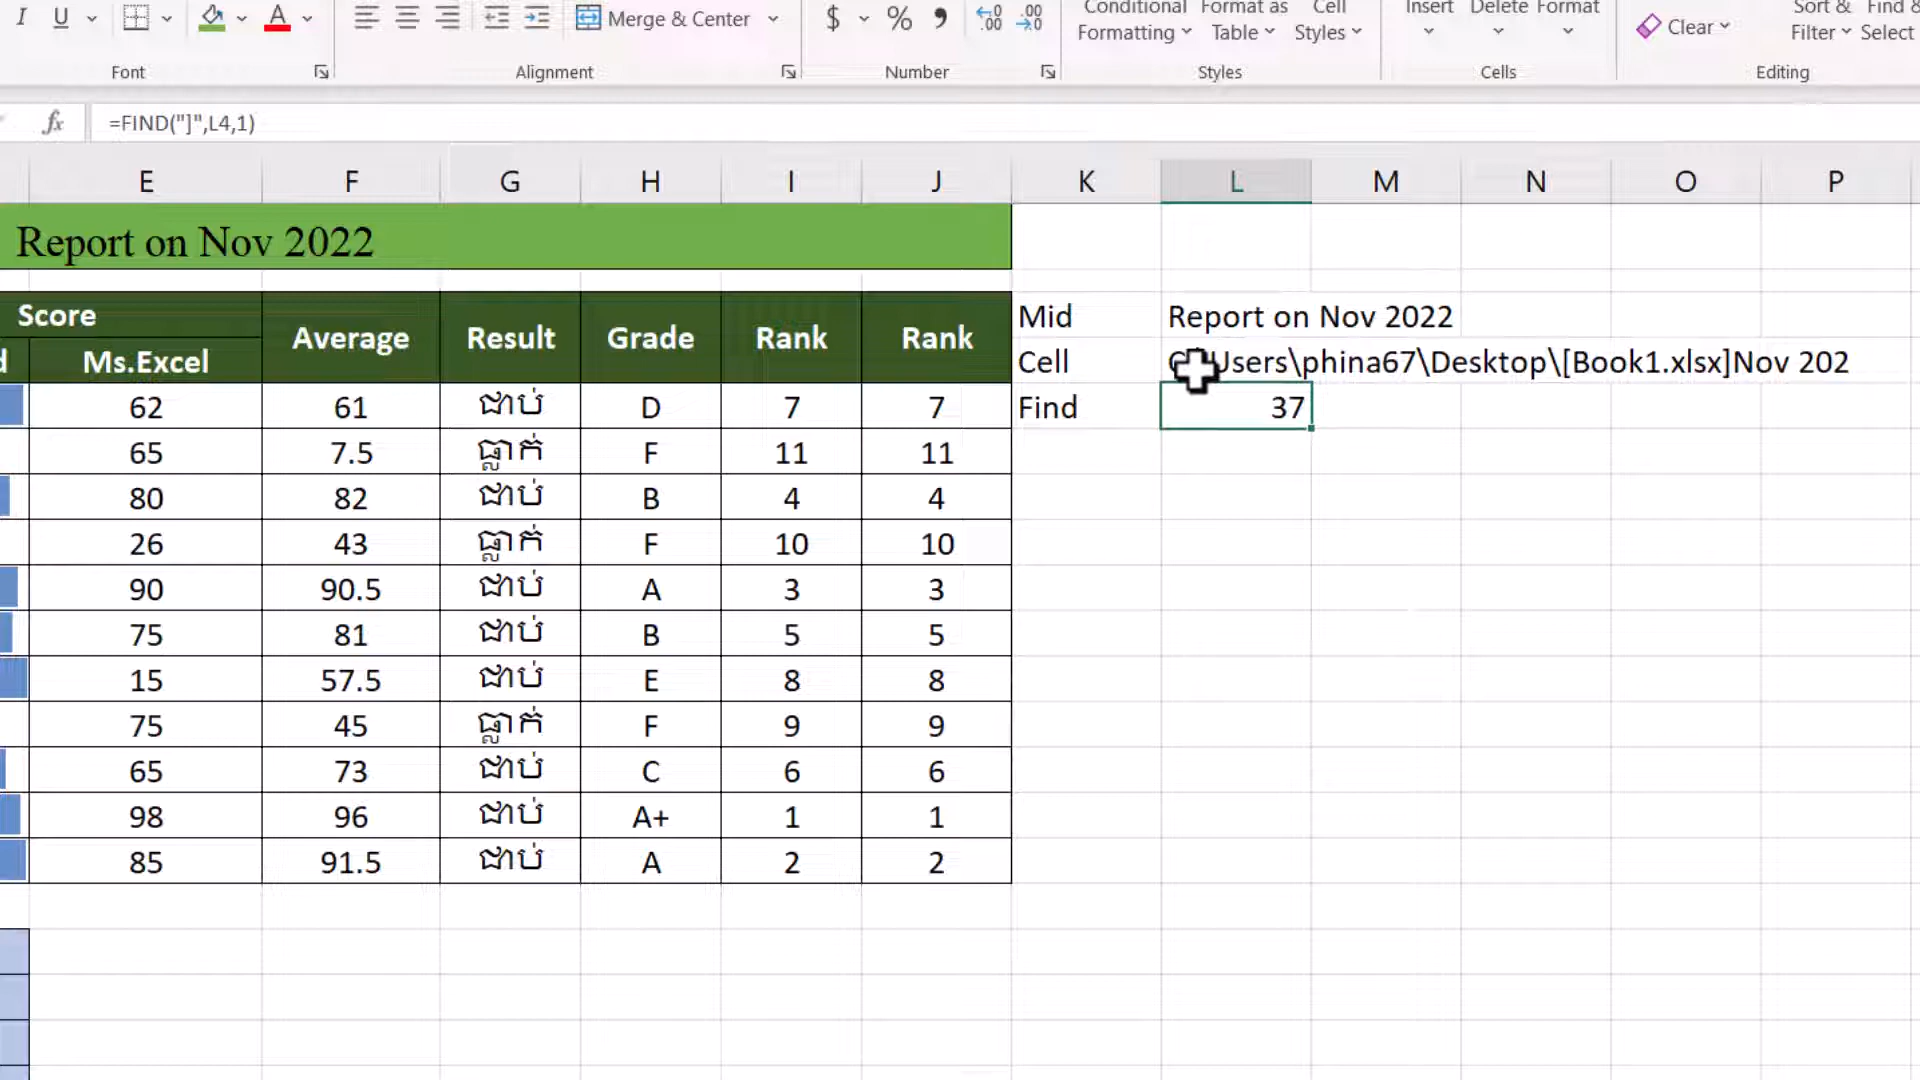 I U $ % Merge & Center Conditional Formatting Format as Table Cell Styles Insert Delete Format Clear Sort & Filter Find & Select
Font Alignment Number Styles Cells Editing
fx =FIND("]",L4,1)
E F G H I J K L M N O P
Report on Nov 2022
Score Average Result Grade Rank Rank Mid Report on Nov 2022
d Ms.Excel Cell Users\phina67\Desktop\[Book1.xlsx]Nov 202
62 61 ជាប់ D 7 7 Find 37
65 7.5 ធ្លាក់ F 11 11
80 82 ជាប់ B 4 4
26 43 ធ្លាក់ F 10 10
90 90.5 ជាប់ A 3 3
75 81 ជាប់ B 5 5
15 57.5 ជាប់ E 8 8
75 45 ធ្លាក់ F 9 9
65 73 ជាប់ C 6 6
98 96 ជាប់ A+ 1 1
85 91.5 ជាប់ A 2 2